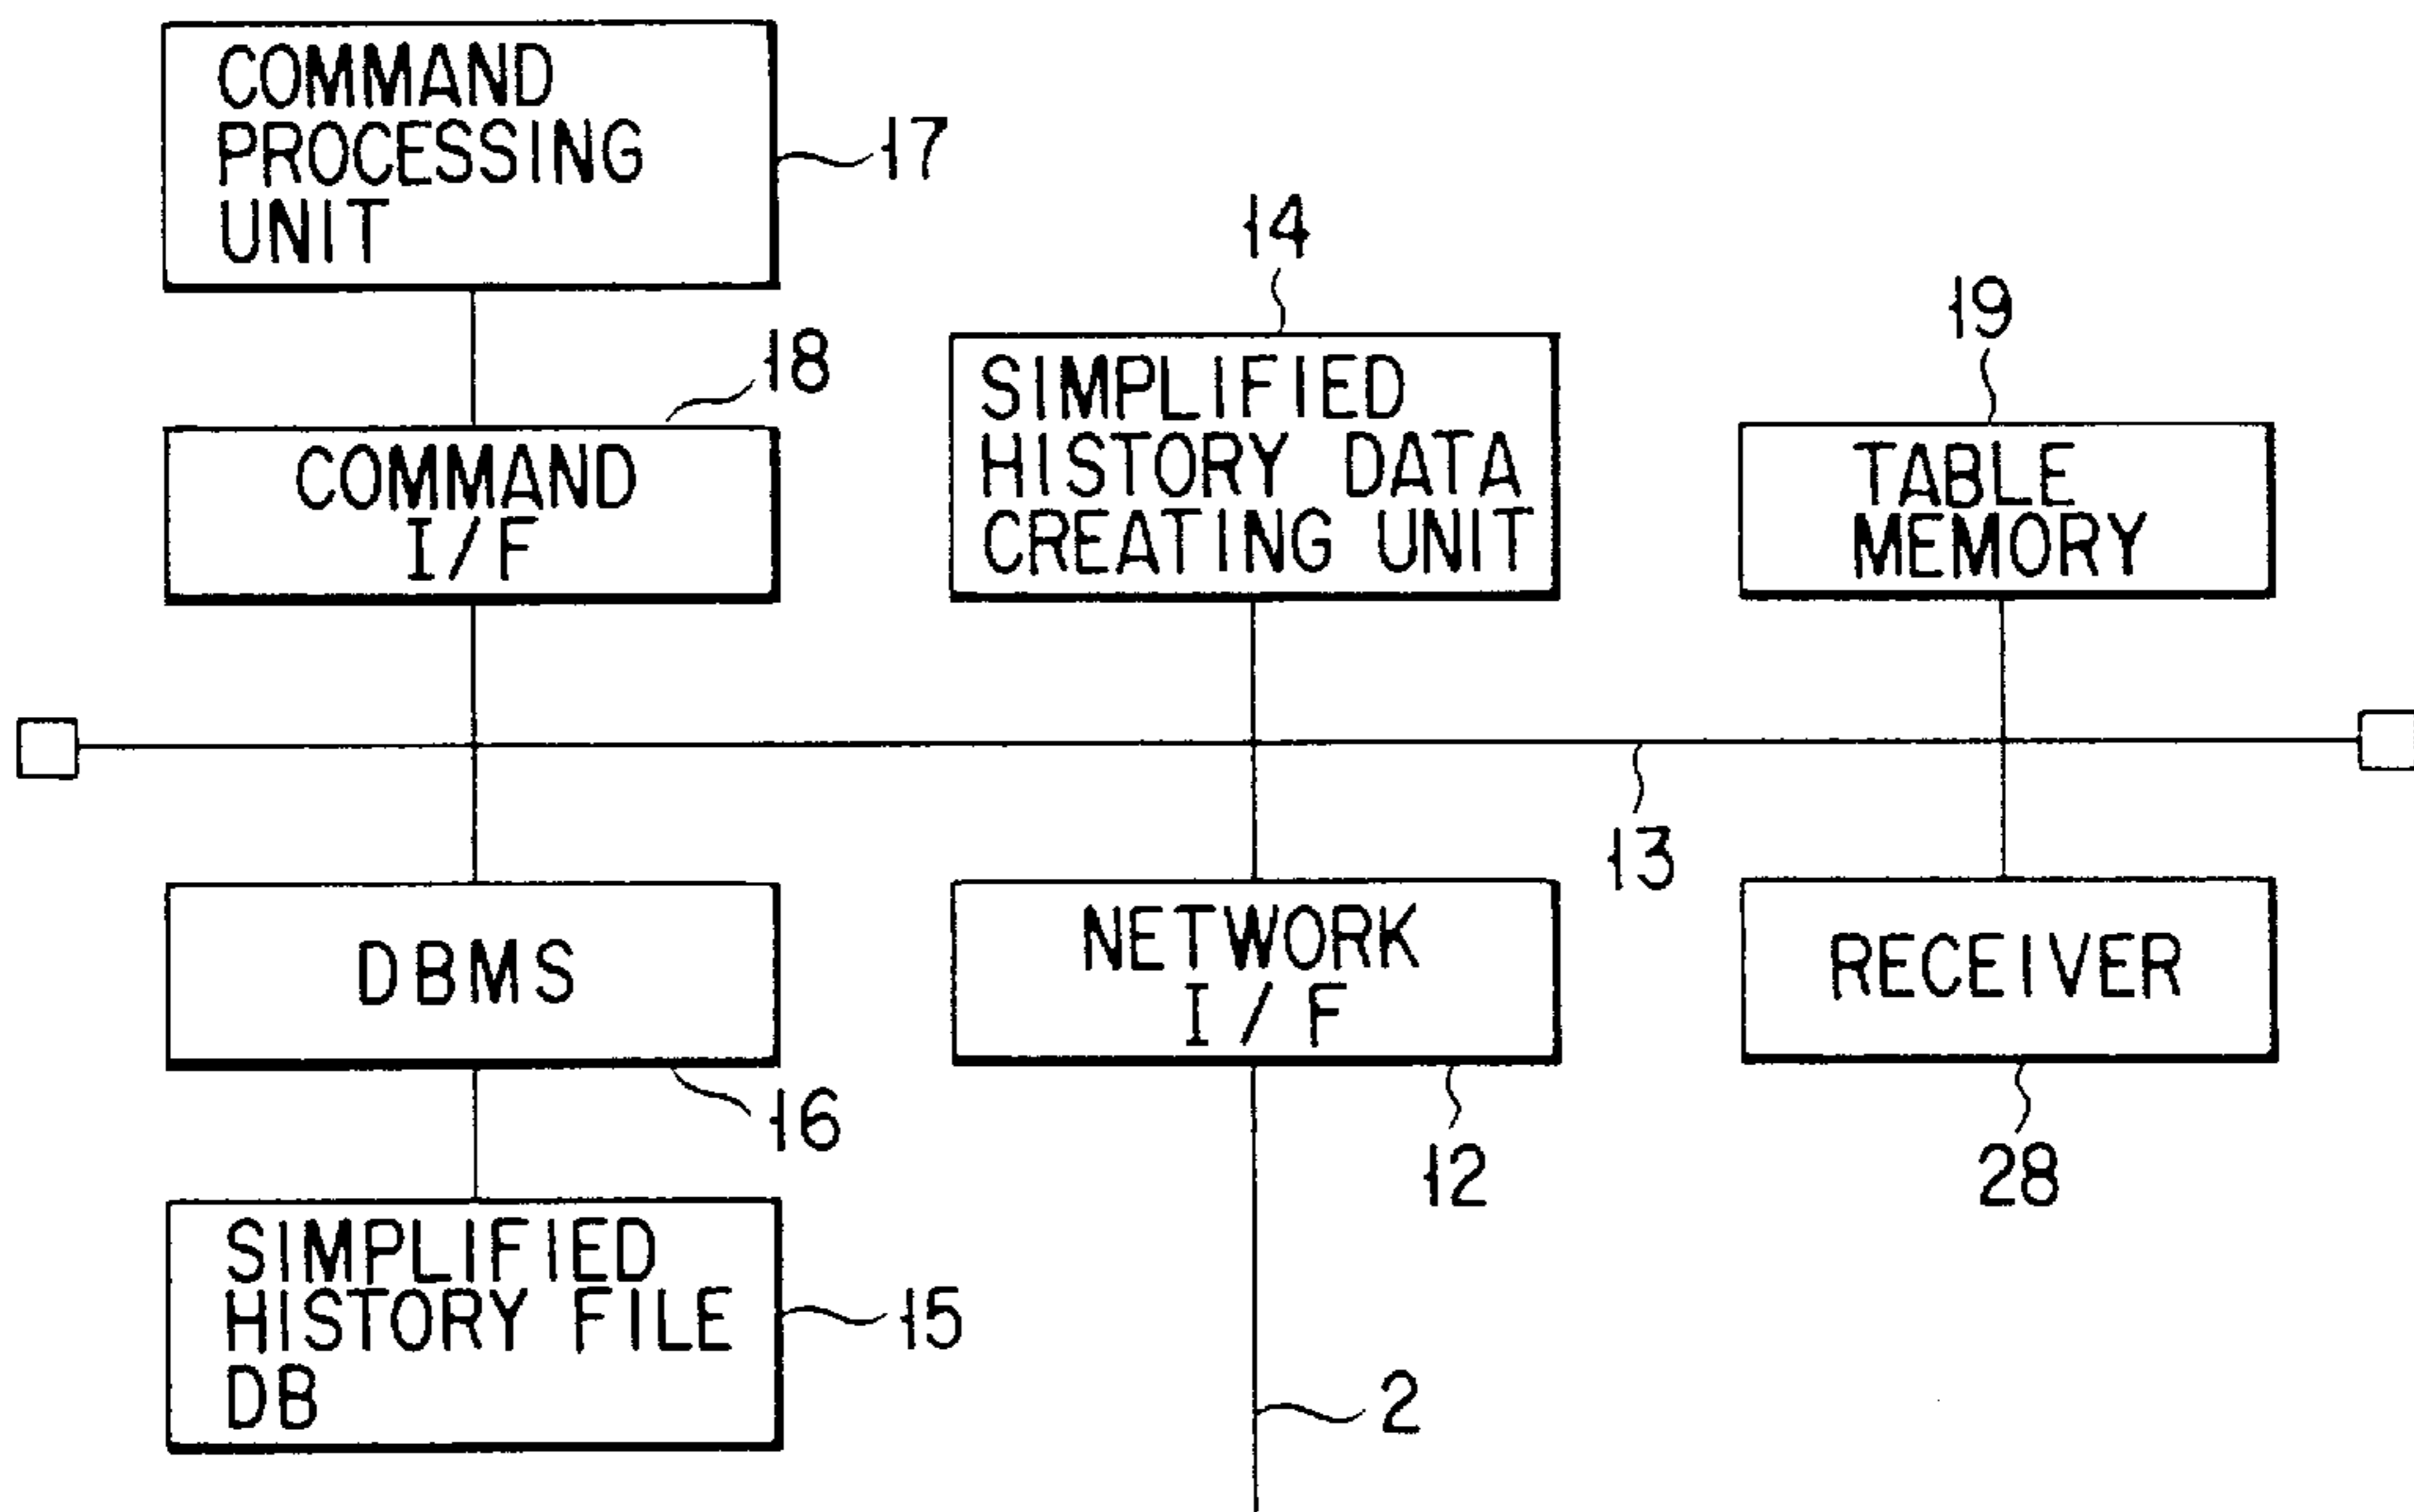 COMMAND
PROCESSING
UNIT
17
18
COMMAND
I/F
14
SIMPLIFIED
HISTORY DATA
CREATING UNIT
19
TABLE
MEMORY
13
DBMS
16
NETWORK
I/F
12
RECEIVER
28
SIMPLIFIED
HISTORY FILE
DB
15
2